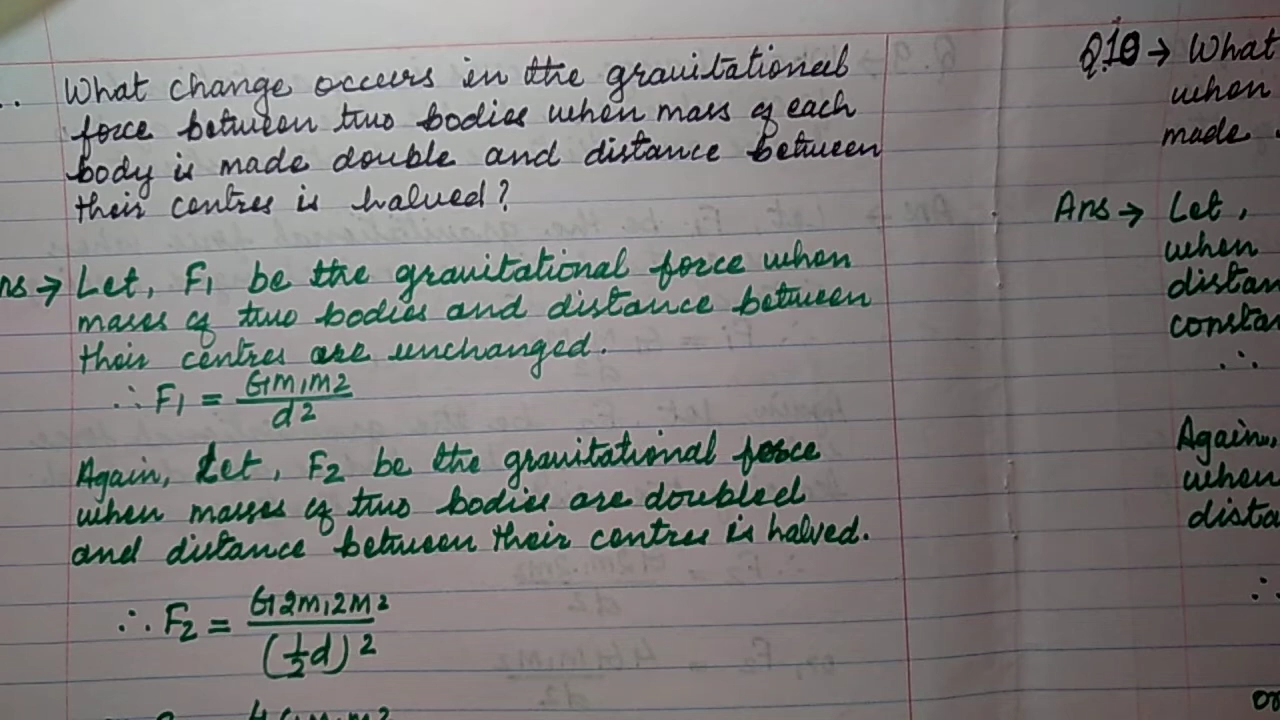 What change occurs in the gravitational
force between two bodies when mass of each
body is made double and distance between
their centres is halved?
Ans → Let, F1 be the gravitational force when
masses of two bodies and distance between
their centres are unchanged.
∴ F1 = Gm1m2
d2
Again, Let, F2 be the gravitational force
when masses of two bodies are doubled
and distance between their centres is halved.
∴ F2 = G2m12m2
(1/2d)2
4Gm1m2
Q.10 → What
when
made
Ans → Let,
when
distan
constan
∴
Again,
when
dista
∴
or